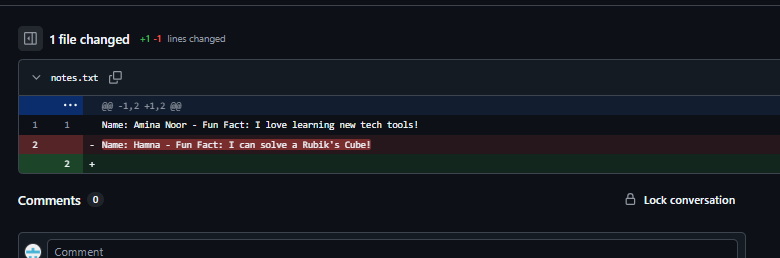 1 file changed +1 -1 lines changed
notes.txt
@@ -1,2 +1,2 @@
1 1 Name: Amina Noor - Fun Fact: I love learning new tech tools!
2 - Name: Hamna - Fun Fact: I can solve a Rubik's Cube!
2 +
Comments 0 Lock conversation
Comment